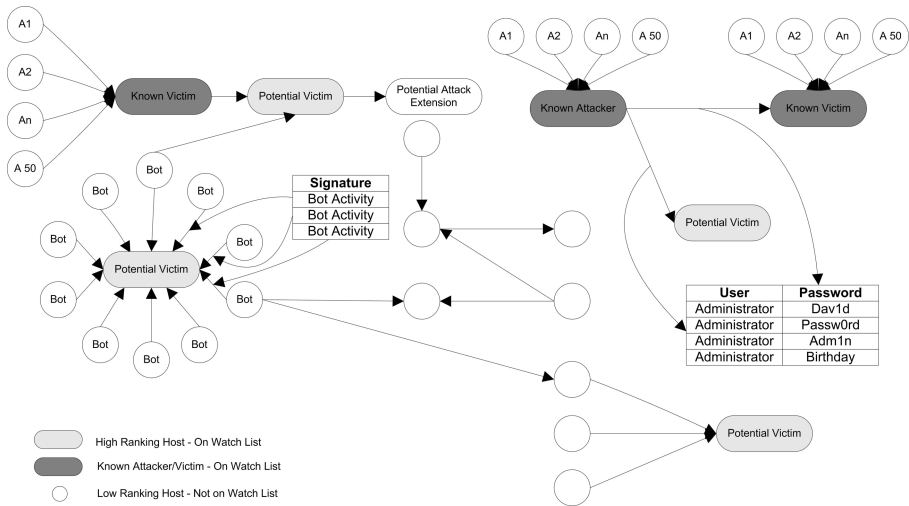 A1
A2
An
A 50
Known Victim
Potential Victim
Potential Attack
Extension
A1
A2
An
A 50
A1
A2
An
A 50
Known Attacker
Known Victim
Bot
Bot
Bot
Bot
Bot
Potential Victim
Bot
Bot
Bot
Bot
Bot
Signature
Bot Activity
Bot Activity
Bot Activity
Potential Victim
User Password
Administrator Dav1d
Administrator Passw0rd
Administrator Adm1n
Administrator Birthday
Potential Victim
High Ranking Host - On Watch List
Known Attacker/Victim - On Watch List
Low Ranking Host - Not on Watch List